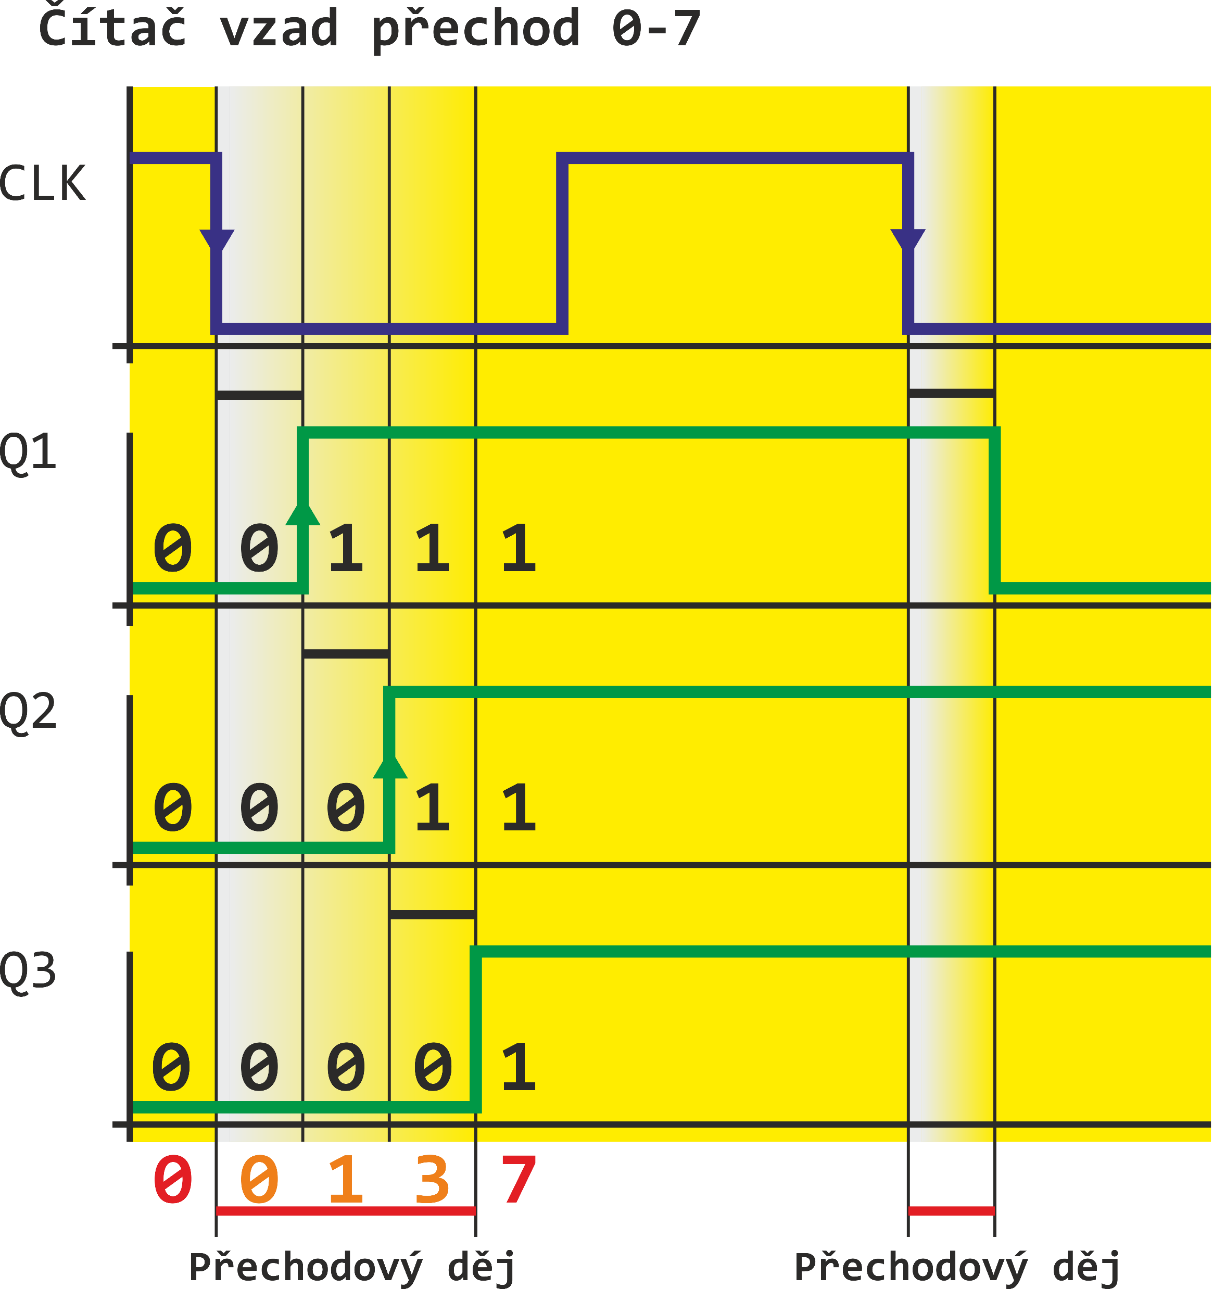 Čítač vzad přechod 0-7
CLK
Q1
0 0 1 1 1
Q2
0 0 0 1 1
Q3
0 0 0 0 1
0 0 1 3 7
Přechodový děj Přechodový děj